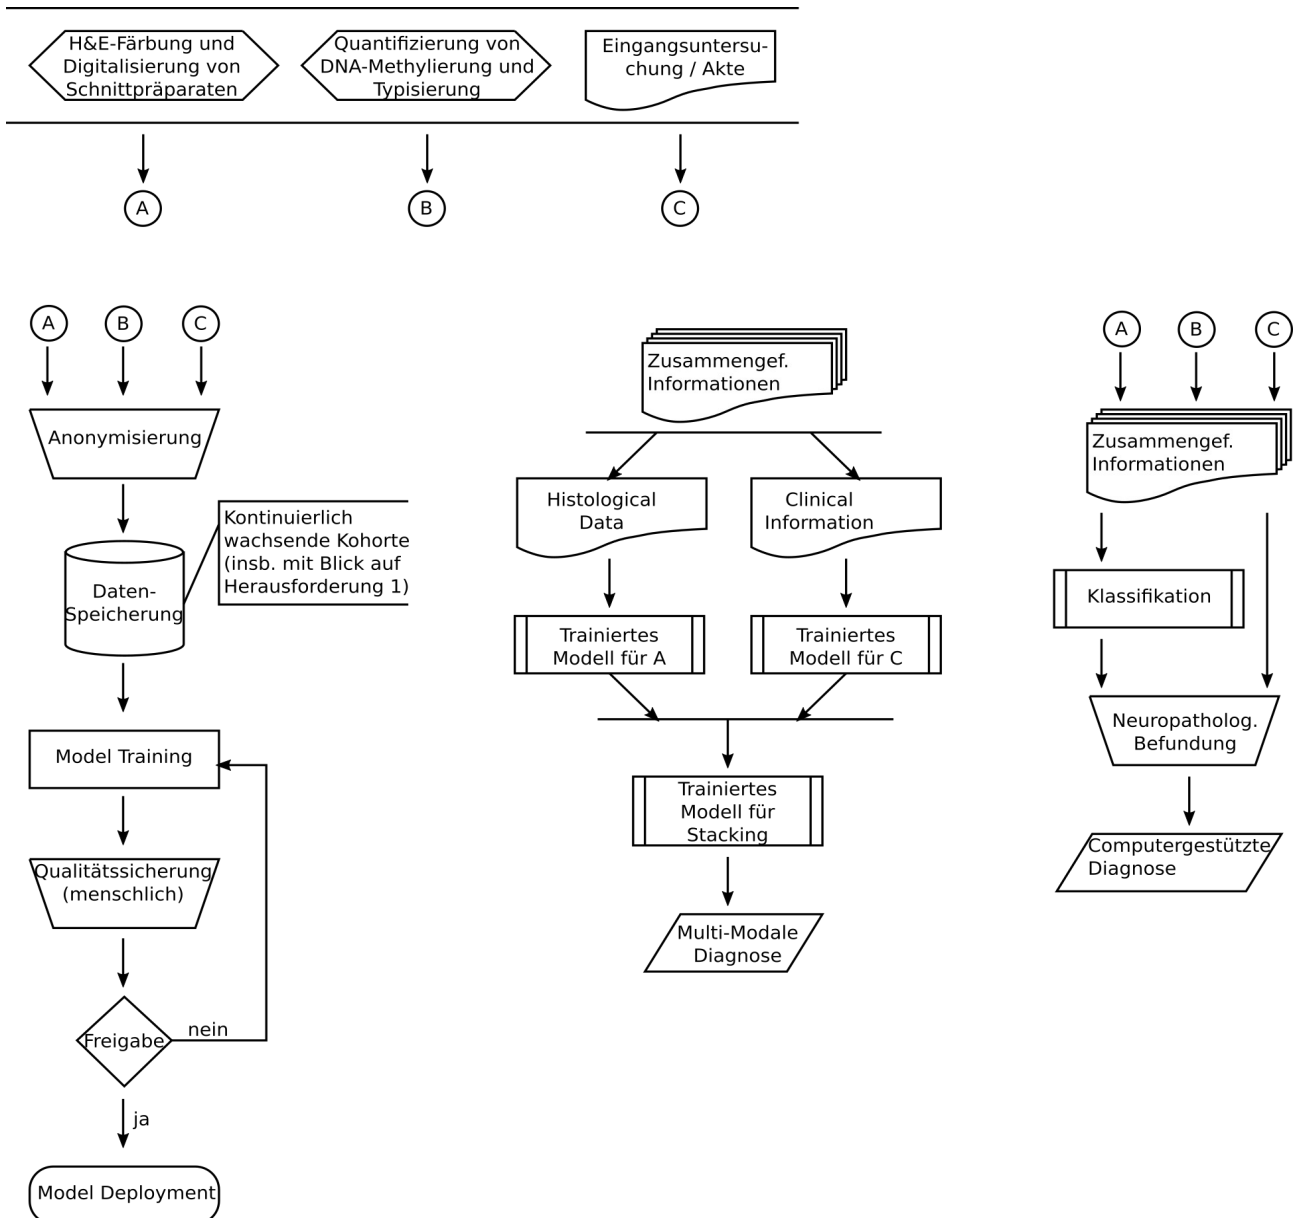 H&E-Färbung und
Digitalisierung von
Schnittpräparaten
Quantifizierung von
DNA-Methylierung und
Typisierung
Eingangsuntersu-
chung / Akte
A
B
C
A
B
C
Anonymisierung
Daten-
Speicherung
Kontinuierlich
wachsende Kohorte
(insb. mit Blick auf
Herausforderung 1)
Model Training
Qualitätssicherung
(menschlich)
Freigabe
nein
ja
Model Deployment
Zusammengef.
Informationen
Histological
Data
Clinical
Information
Trainiertes
Modell für A
Trainiertes
Modell für C
Trainiertes
Modell für
Stacking
Multi-Modale
Diagnose
A
B
C
Zusammengef.
Informationen
Klassifikation
Neuropatholog.
Befundung
Computergestützte
Diagnose